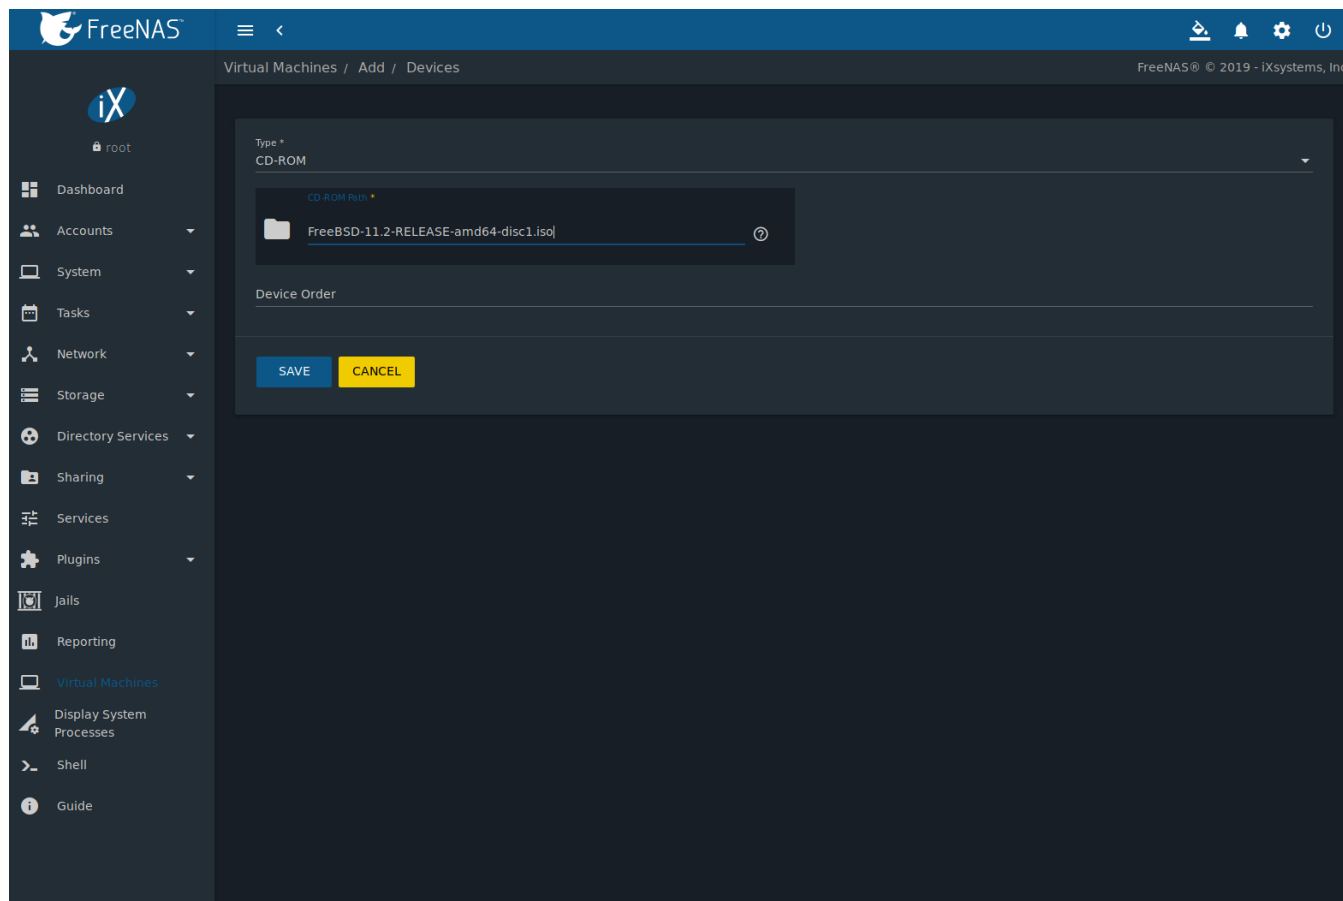 FreeNAS™
Virtual Machines / Add / Devices
FreeNAS® © 2019 - iXsystems, Inc
iX
root
Dashboard
Accounts
System
Tasks
Network
Storage
Directory Services
Sharing
Services
Plugins
Jails
Reporting
Virtual Machines
Display System
Processes
Shell
Guide
Type *
CD-ROM
CD-ROM Path *
FreeBSD-11.2-RELEASE-amd64-disc1.iso
Device Order
SAVE CANCEL